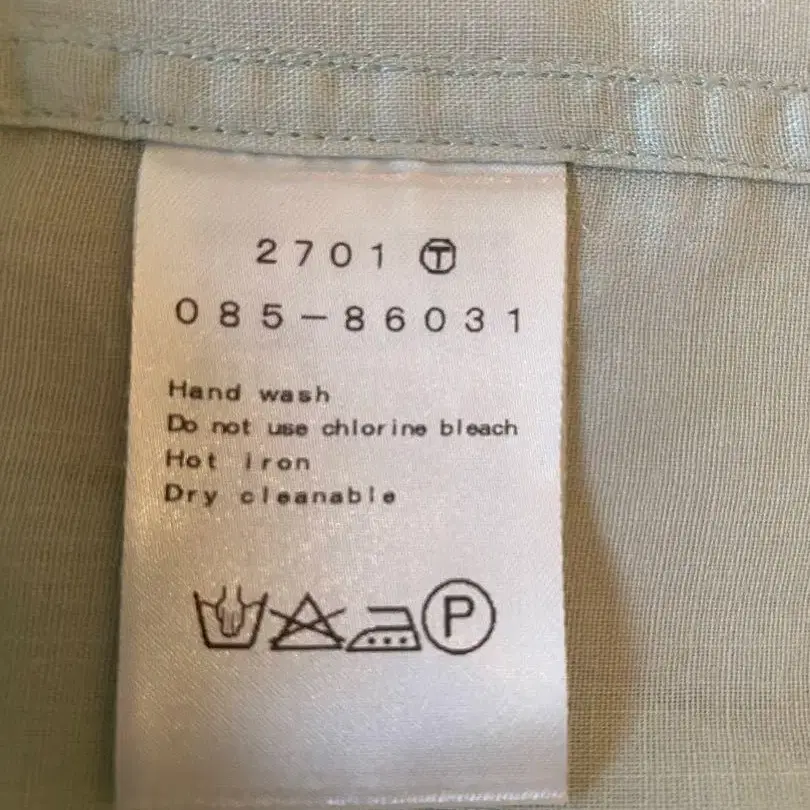 2701 Ⓣ
085-86031
Hand wash
Do not use chlorine bleach
Hot iron
Dry cleanable
P